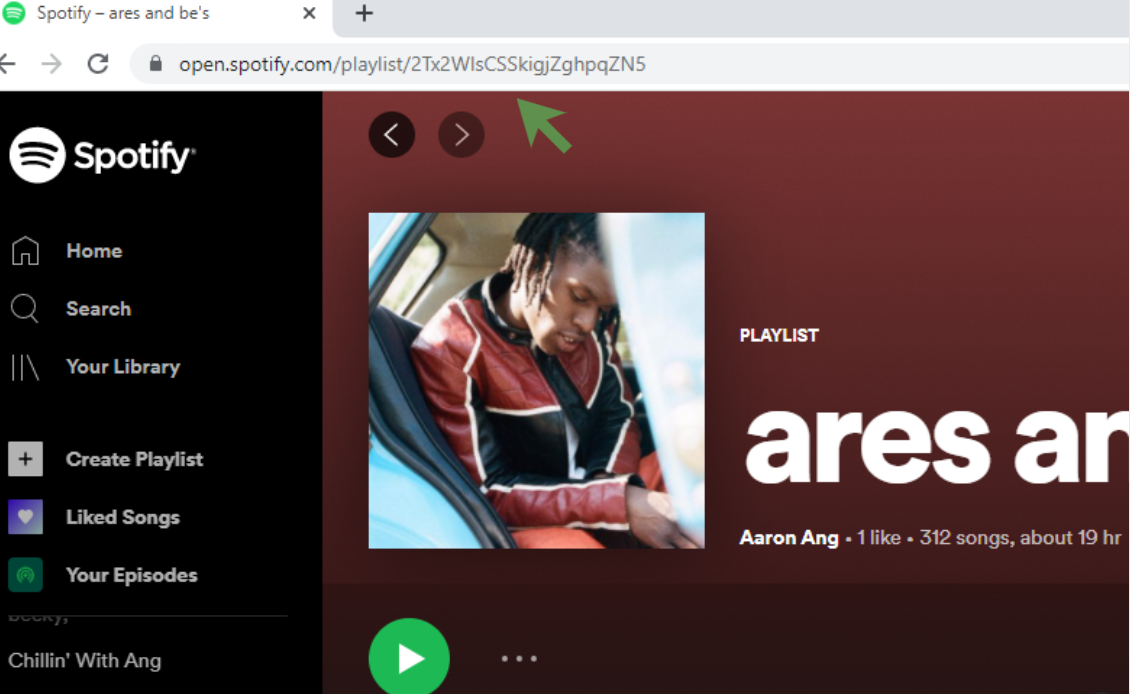 Spotify – ares and be's
open.spotify.com/playlist/2Tx2WlsCSSkigjZghpqZN5
Spotify
Home
Search
Your Library
Create Playlist
Liked Songs
Your Episodes
Chillin' With Ang
PLAYLIST
ares ar
Aaron Ang • 1 like • 312 songs, about 19 hr